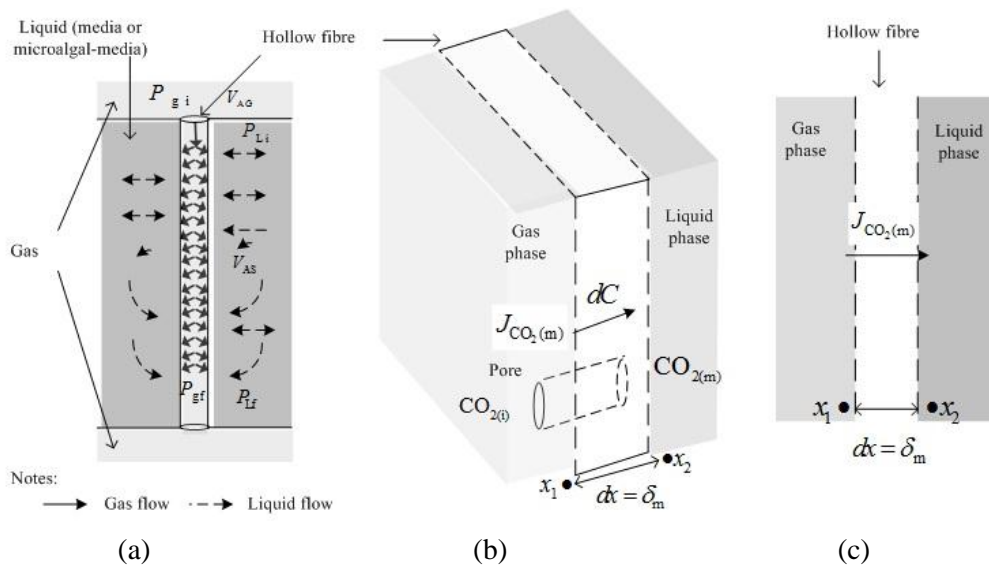 Liquid (media or
microalgal-media)
Hollow fibre
P g i
V AG
P L i
Gas
V AS
P gf
P Lf
Notes:
Gas flow
Liquid flow
(a)
Gas
phase
Liquid
phase
dC
J CO2(m)
Pore
CO2(i)
CO2(m)
x1
dx = δm
x2
(b)
Hollow fibre
Gas
phase
Liquid
phase
J CO2(m)
x1
x2
dx = δm
(c)